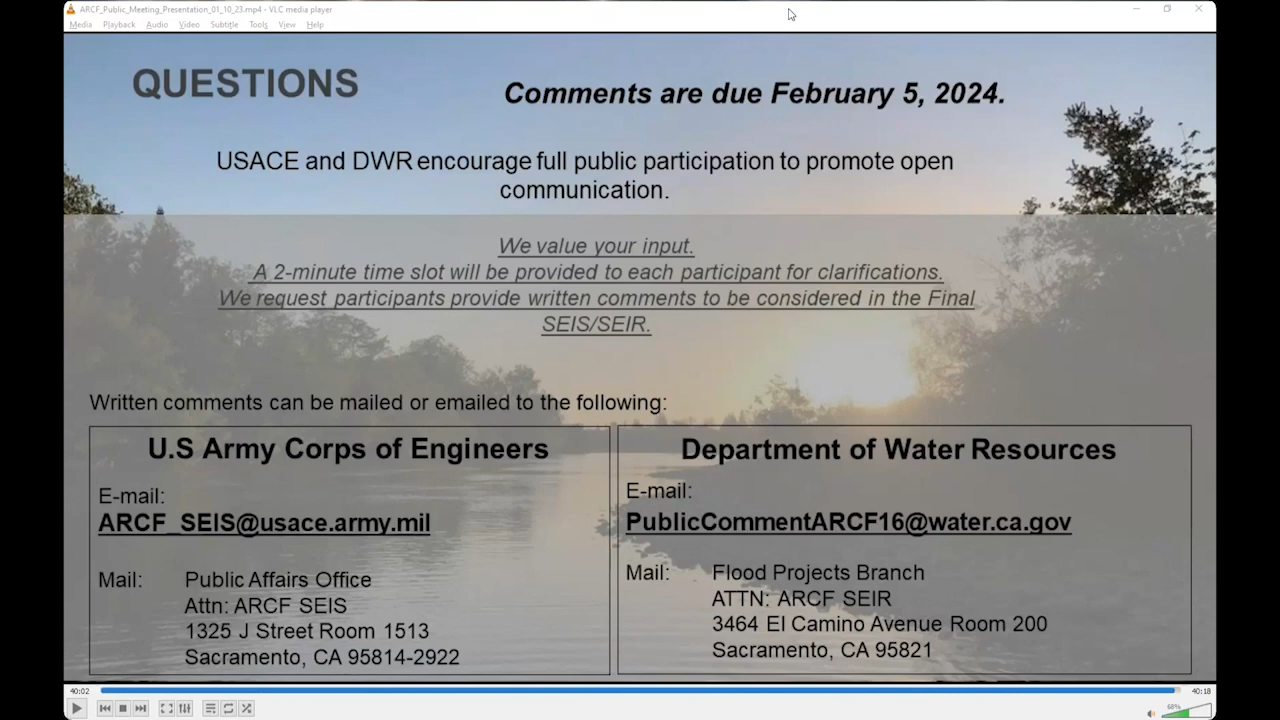 ARCF_Public_Meeting_Presentation_01_10_23.mp4 - VLC media player
Media Playback Audio Video Subtitle Tools View Help
QUESTIONS
Comments are due February 5, 2024.
USACE and DWR encourage full public participation to promote open
communication.
We value your input.
A 2-minute time slot will be provided to each participant for clarifications.
We request participants provide written comments to be considered in the Final
SEIS/SEIR.
Written comments can be mailed or emailed to the following:
U.S Army Corps of Engineers
E-mail:
ARCF_SEIS@usace.army.mil
Mail: Public Affairs Office
Attn: ARCF SEIS
1325 J Street Room 1513
Sacramento, CA 95814-2922
Department of Water Resources
E-mail:
PublicCommentARCF16@water.ca.gov
Mail: Flood Projects Branch
ATTN: ARCF SEIR
3464 El Camino Avenue Room 200
Sacramento, CA 95821
40:02
40:18
68%